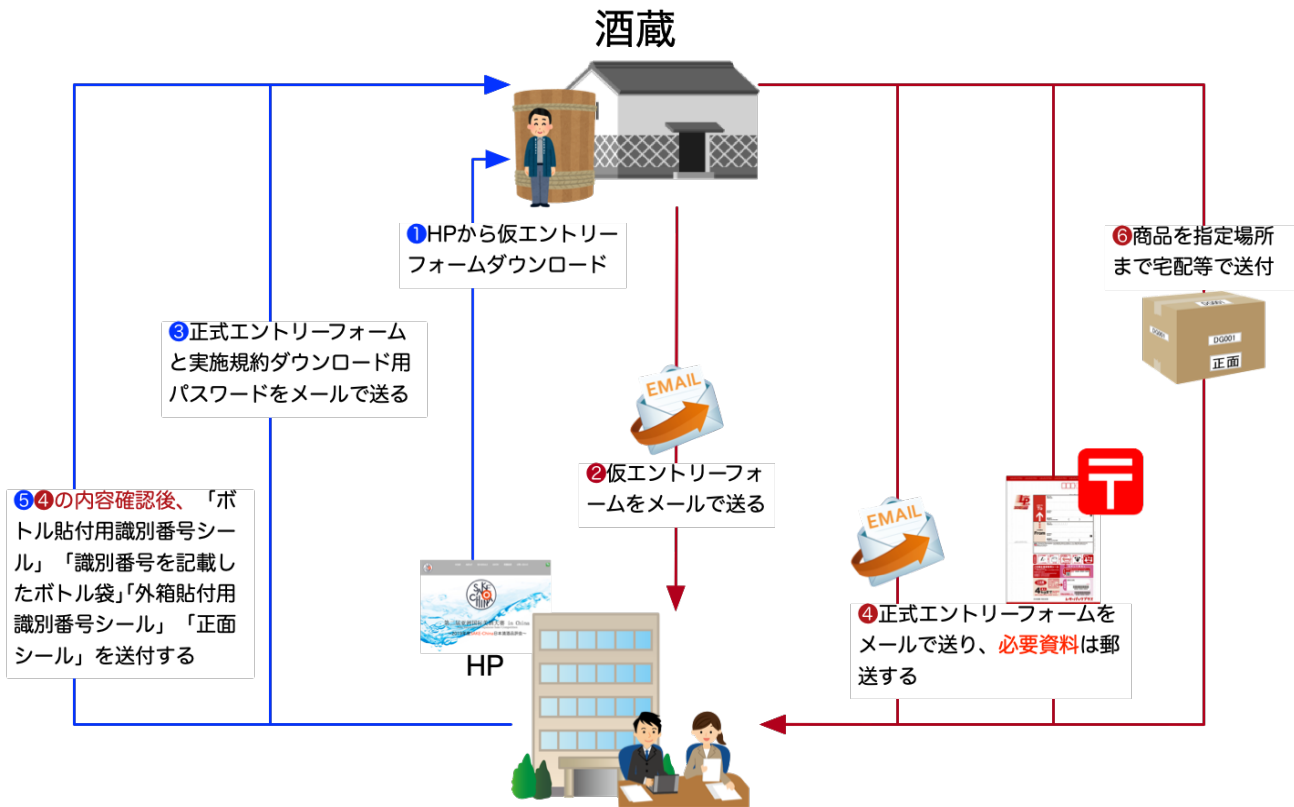 酒蔵
❶HPから仮エントリー
フォームダウンロード
❻商品を指定場所
まで宅配等で送付
DG001
DG001
DG001
正面
❸正式エントリーフォーム
と実施規約ダウンロード用
パスワードをメールで送る
EMAIL
❷仮エントリーフォ
ームをメールで送る
❺❹の内容確認後、「ボ
トル貼付用識別番号シー
ル」「識別番号を記載し
たボトル袋」「外箱貼付用
識別番号シール」「正面
シール」を送付する
EMAIL
❹正式エントリーフォームを
メールで送り、必要資料は郵
送する
SAKE
CHINA
HP